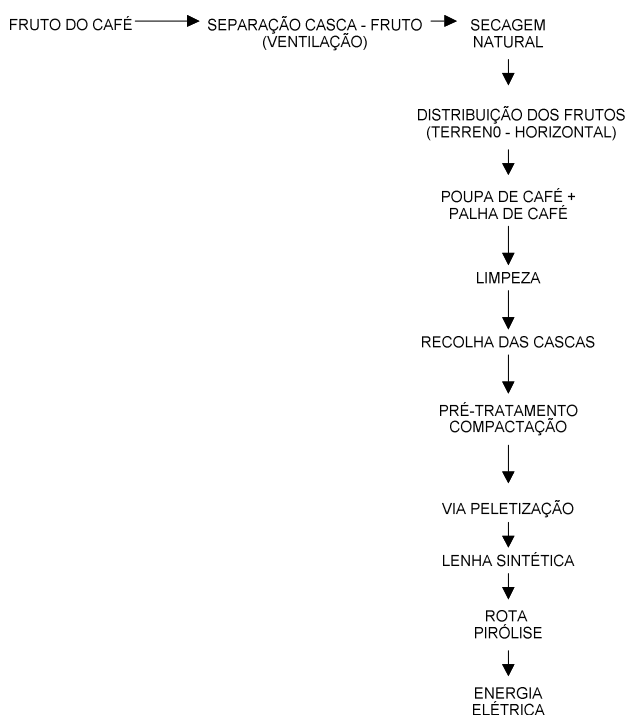 FRUTO DO CAFÉ
SEPARAÇÃO CASCA - FRUTO
(VENTILAÇÃO)
SECAGEM
NATURAL
DISTRIBUIÇÃO DOS FRUTOS
(TERREN0 - HORIZONTAL)
POUPA DE CAFÉ +
PALHA DE CAFÉ
LIMPEZA
RECOLHA DAS CASCAS
PRÉ-TRATAMENTO
COMPACTAÇÃO
VIA PELETIZAÇÃO
LENHA SINTÉTICA
ROTA
PIRÓLISE
ENERGIA
ELÉTRICA